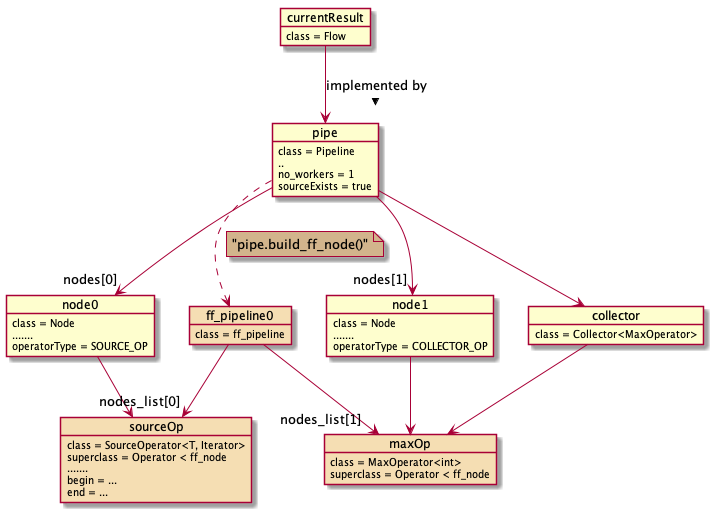 currentResult
class = Flow
implemented by
pipe
class = Pipeline
..
no_workers = 1
sourceExists = true
"pipe.build_ff_node()"
nodes[0]
nodes[1]
node0
class = Node
.......
operatorType = SOURCE_OP
ff_pipeline0
class = ff_pipeline
node1
class = Node
.......
operatorType = COLLECTOR_OP
collector
class = Collector<MaxOperator>
nodes_list[0]
nodes_list[1]
sourceOp
class = SourceOperator<T, Iterator>
superclass = Operator < ff_node
.......
begin = ...
end = ...
maxOp
class = MaxOperator<int>
superclass = Operator < ff_node